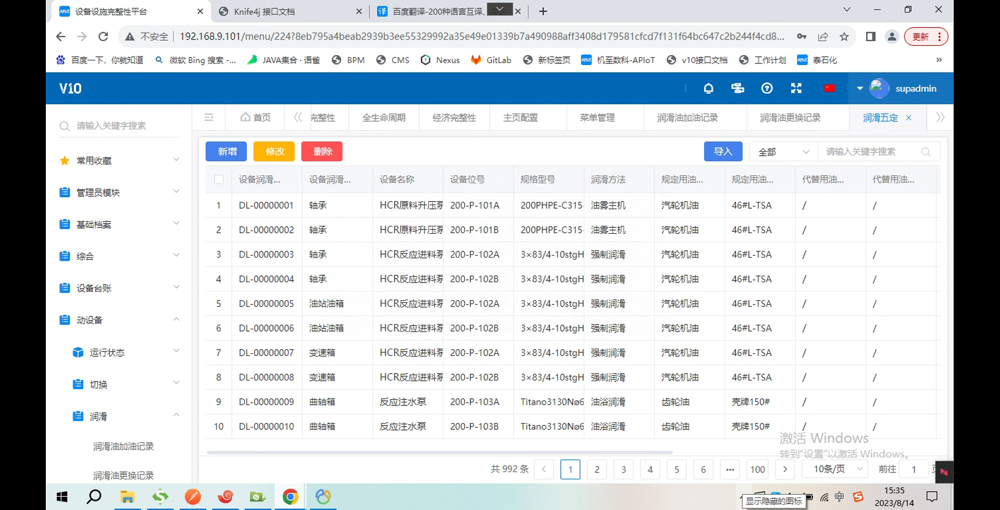 设备设施完整性平台
Knife4j 接口文档
百度翻译-200种语言互译、
不安全
192.168.9.101/menu/224?8eb795a4beab2939b3ee55329992a35e49e01339b7a490988aff3408d179581cfcd7f131f64bc647c2b244f4cd8...
更新
百度一下，你就知道
微软 Bing 搜索 -...
JAVA集合 · 语雀
BPM
CMS
Nexus
GitLab
新标签页
机至数科-APIoT
v10接口文档
工作计划
泰石化
V10
supadmin
请输入关键字搜索
首页
完整性
全生命周期
经济完整性
主页配置
菜单管理
润滑油加油记录
润滑油更换记录
润滑五定
常用收藏
管理员模块
基础档案
综合
设备台账
动设备
运行状态
切换
润滑
润滑油加油记录
润滑油更换记录
新增 修改 删除
导入 全部 请输入关键字搜索
设备润滑... 设备润滑... 设备名称 设备位号 规格型号 润滑方法 规定用油... 规定用油... 代替用油... 代替用油...
1 DL-00000001 轴承 HCR原料升压泵 200-P-101A 200PHPE-C315- 油雾主机 汽轮机油 46#L-TSA / /
2 DL-00000002 轴承 HCR原料升压泵 200-P-101B 200PHPE-C315- 油雾主机 汽轮机油 46#L-TSA / /
3 DL-00000003 轴承 HCR反应进料泵 200-P-102A 3×83/4-10stgH 强制润滑 汽轮机油 46#L-TSA / /
4 DL-00000004 轴承 HCR反应进料泵 200-P-102B 3×83/4-10stgH 强制润滑 汽轮机油 46#L-TSA / /
5 DL-00000005 油站油箱 HCR反应进料泵 200-P-102A 3×83/4-10stgH 强制润滑 汽轮机油 46#L-TSA / /
6 DL-00000006 油站油箱 HCR反应进料泵 200-P-102B 3×83/4-10stgH 强制润滑 汽轮机油 46#L-TSA / /
7 DL-00000007 变速箱 HCR反应进料泵 200-P-102A 3×83/4-10stgH 强制润滑 汽轮机油 46#L-TSA / /
8 DL-00000008 变速箱 HCR反应进料泵 200-P-102B 3×83/4-10stgH 强制润滑 汽轮机油 46#L-TSA / /
9 DL-00000009 曲轴箱 反应注水泵 200-P-103A Titano3130Nø6 油浴润滑 齿轮油 壳牌150# / /
10 DL-00000010 曲轴箱 反应注水泵 200-P-103B Titano3130Nø6 油浴润滑 齿轮油 壳牌150# / /
激活 Windows
转到“设置”以激活 Windows。
共 992 条 1 2 3 4 5 6 ••• 100 10条/页 前往 1
显示隐藏的图标
中
15:35
2023/8/14